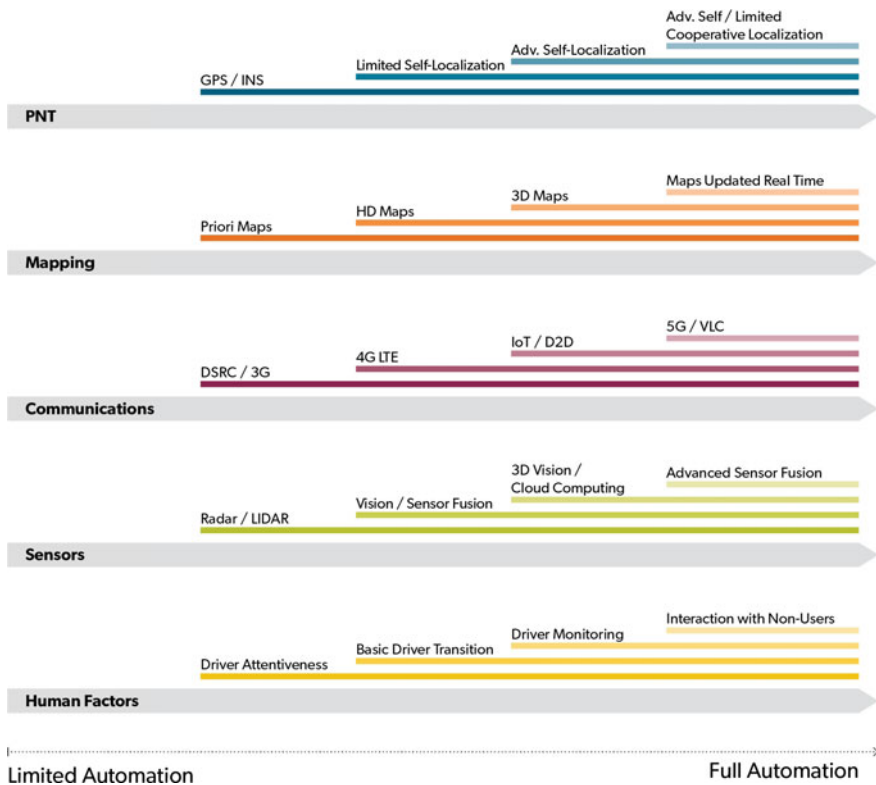 Adv. Self / Limited
Cooperative Localization
Adv. Self-Localization
Limited Self-Localization
GPS / INS
PNT
Maps Updated Real Time
3D Maps
HD Maps
Priori Maps
Mapping
5G / VLC
IoT / D2D
4G LTE
DSRC / 3G
Communications
3D Vision /
Cloud Computing
Advanced Sensor Fusion
Vision / Sensor Fusion
Radar / LIDAR
Sensors
Interaction with Non-Users
Driver Monitoring
Basic Driver Transition
Driver Attentiveness
Human Factors
Limited Automation
Full Automation